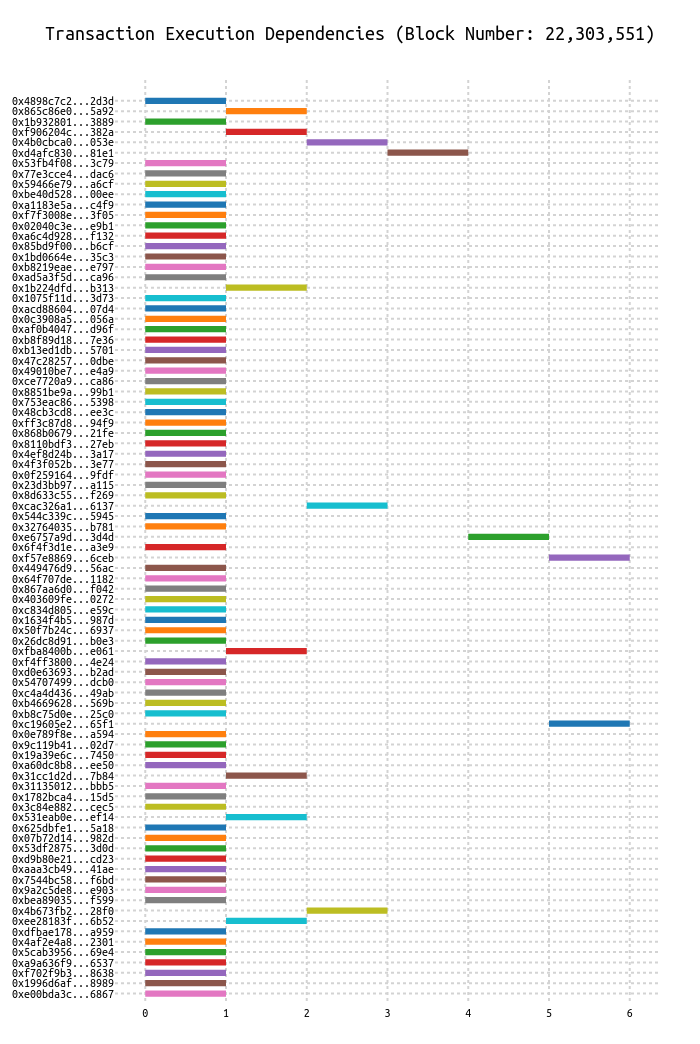 Transaction Execution Dependencies (Block Number: 22,303,551)
0x4898c7c2...2d3d
0x865c86e0...5a92
0x1b932801...3889
0xf906204c...382a
0x4b0cbca0...053e
0xd4afc830...81e1
0x53fb4f08...3c79
0x77e3cce4...dac6
0x59466e79...a6cf
0xbe40d528...00ee
0xa1183e5a...c4f9
0xf7f3008e...3f05
0x02040c3e...e9b1
0xa6c4d928...f132
0x85bd9f00...b6cf
0x1bd0664e...35c3
0xb8219eae...e797
0xad5a3f5d...ca96
0x1b224dfd...b313
0x1075f11d...3d73
0xacd88604...07d4
0x0c3908a5...056a
0xaf0b4047...d96f
0xb8f89d18...7e36
0xb13ed1db...5701
0x47c28257...0dbe
0x49010be7...e4a9
0xce7720a9...ca86
0x8851be9a...99b1
0x753eac86...5398
0x48cb3cd8...ee3c
0xff3c87d8...94f9
0x868b0679...21fe
0x8110bdf3...27eb
0x4ef8d24b...3a17
0x4f3f052b...3e77
0x0f259164...9fdf
0x23d3bb97...a115
0x8d633c55...f269
0xcac326a1...6137
0x544c339c...5945
0x32764035...b781
0xe6757a9d...3d4d
0x6f4f3d1e...a3e9
0xf57e8869...6ceb
0x449476d9...56ac
0x64f707de...1182
0x867aa6d0...f042
0x403609fe...0272
0xc834d805...e59c
0x1634f4b5...987d
0x50f7b24c...6937
0x26dc8d91...b0e3
0xfba8400b...e061
0xf4ff3800...4e24
0xd0e63693...b2ad
0x54707499...dcb0
0xc4a4d436...49ab
0xb4669628...569b
0xb8c75d0e...25c0
0xc19605e2...65f1
0x0e789f8e...a594
0x9c119b41...02d7
0x19a39e6c...7450
0xa60dc8b8...ee50
0x31cc1d2d...7b84
0x31135012...bbb5
0x1782bca4...15d5
0x3c84e882...cec5
0x531eab0e...ef14
0x625dbfe1...5a18
0x07b72d14...982d
0x53df2875...3d0d
0xd9b80e21...cd23
0xaaa3cb49...41ae
0x7544bc58...f6bd
0x9a2c5de8...e903
0xbea89035...f599
0x4b673fb2...28f0
0xee28183f...6b52
0xdfbae178...a959
0x4af2e4a8...2301
0x5cab3956...69e4
0xa9a636f9...6537
0xf702f9b3...8638
0x1996d6af...8989
0xe00bda3c...6867
0 1 2 3 4 5 6